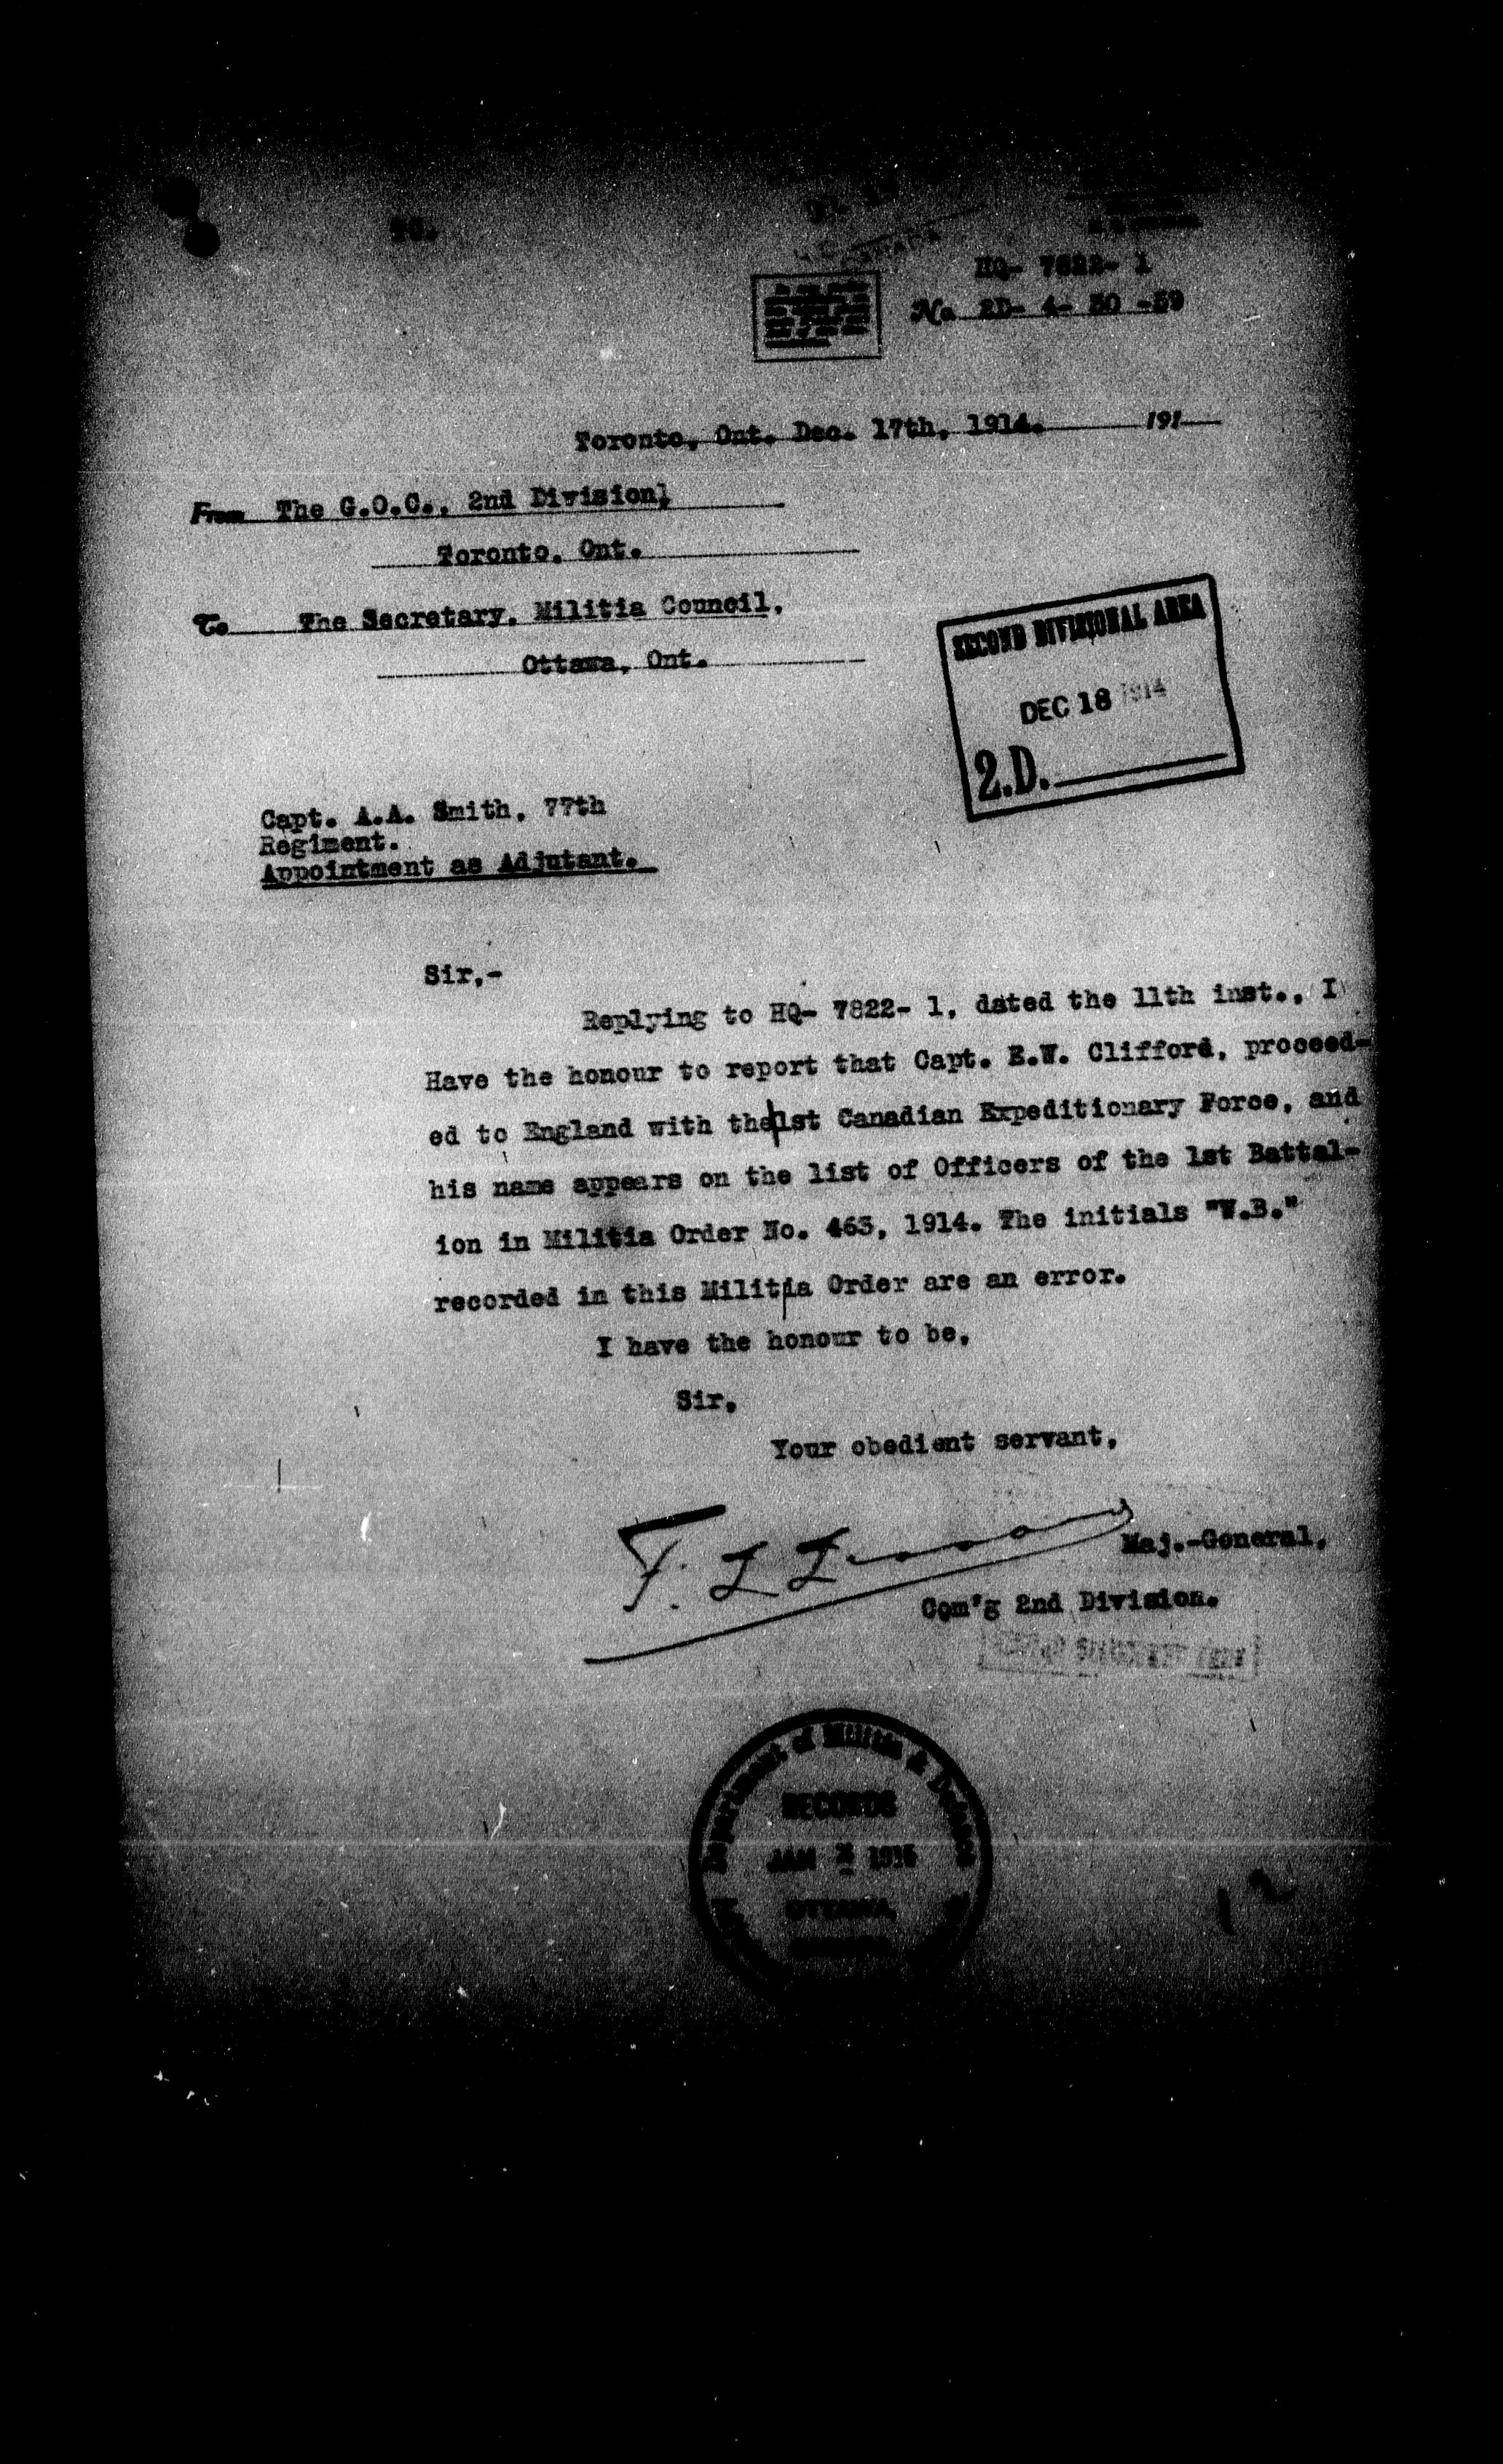 HQ- 7822- 1
No 2D- 4- 30 -59
Toronto, Ont. Dec. 17th, 1914. 191
From The G.O.C., 2nd Division,
Toronto, Ont.
To The Secretary, Militia Council,
Ottawa, Ont.
SECOND DIVISIONAL AREA
DEC 18 1914
2.D.
Capt. A.A. Smith, 77th
Regiment.
Appointment as Adjutant.
Sir,-
Replying to HQ- 7822- 1, dated the 11th inst., I
Have the honour to report that Capt. E.W. Clifford, proceed-
ed to England with the 1st Canadian Expeditionary Force, and
his name appears on the list of Officers of the 1st Battal-
ion in Militia Order No. 463, 1914. The initials "W.B."
recorded in this Militia Order are an error.
I have the honour to be,
Sir,
Your obedient servant,
Maj.-General,
Com'g 2nd Division.
Department of Militia & Defence
RECORDS
JAN 1915
OTTAWA
12